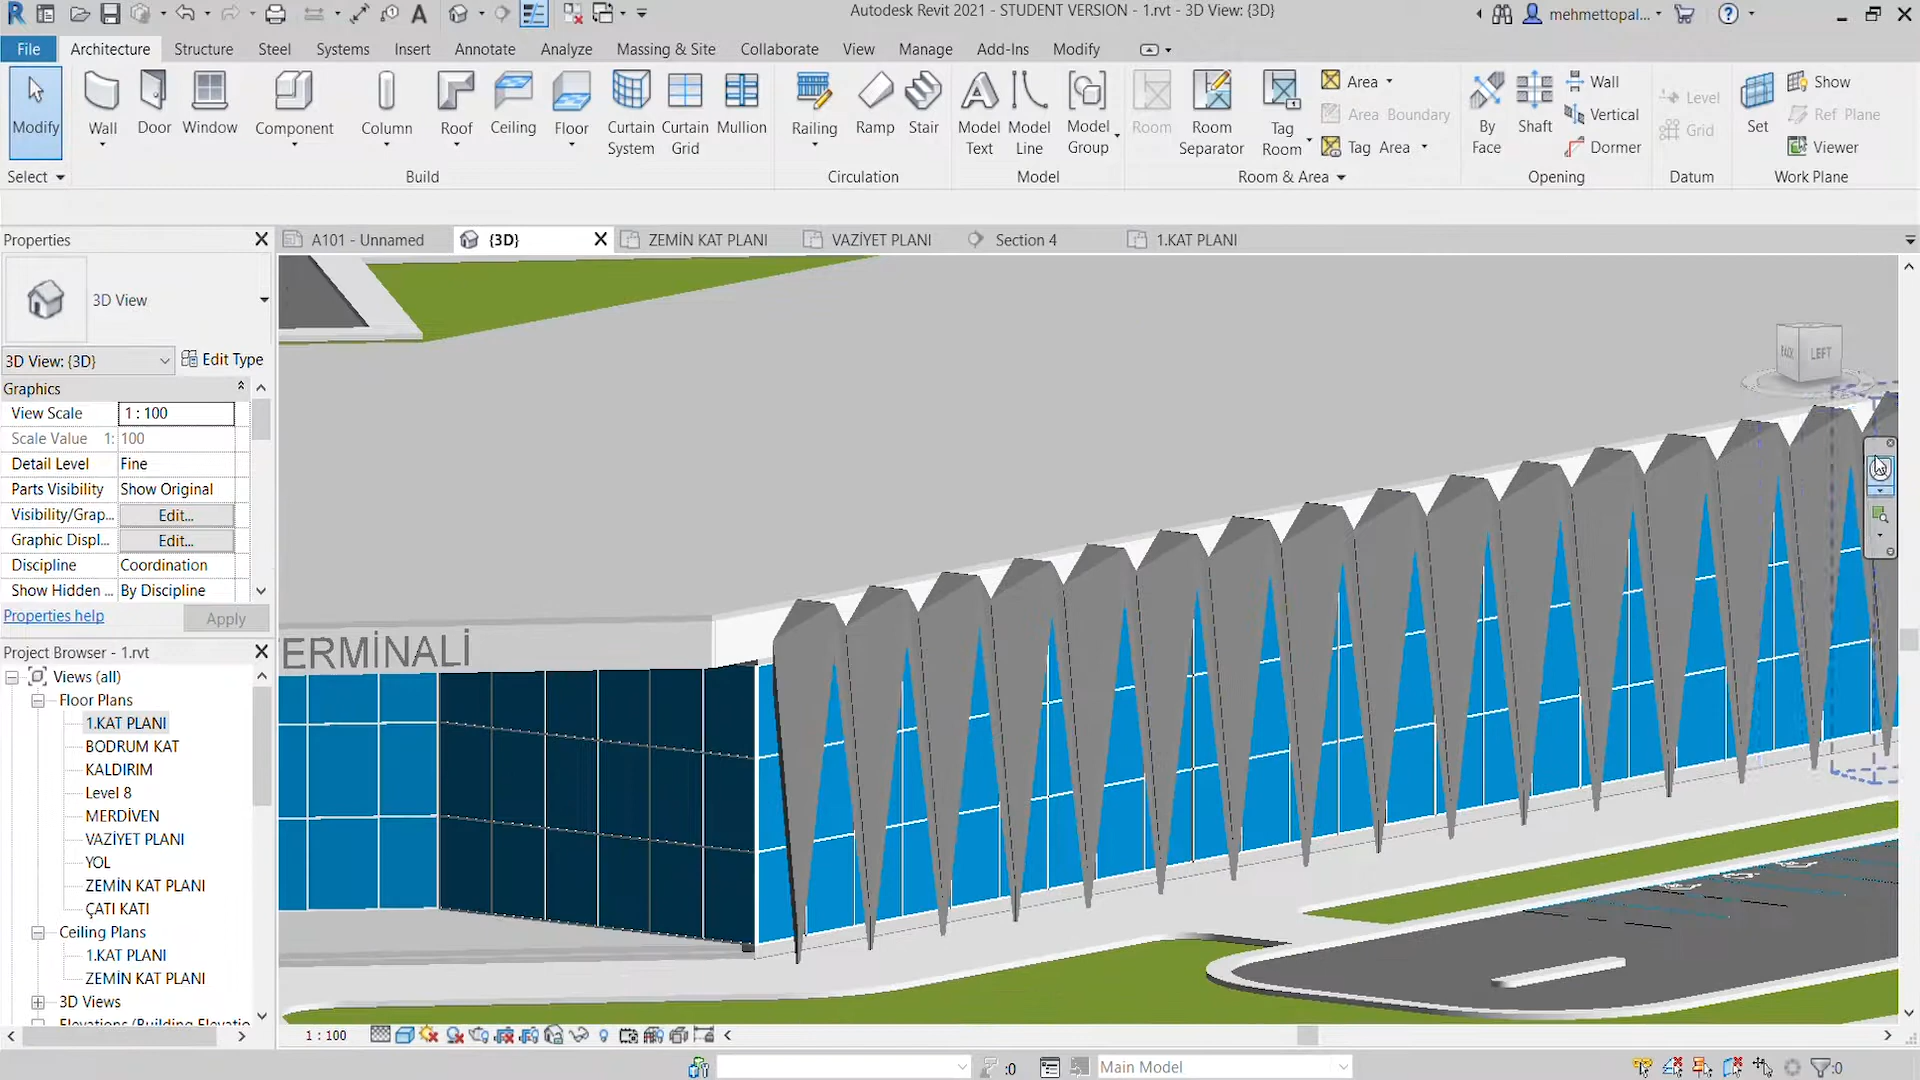 Autodesk Revit 2021 - STUDENT VERSION - 1.rvt - 3D View: {3D}
mehmettopal...
File Architecture Structure Steel Systems Insert Annotate Analyze Massing & Site Collaborate View Manage Add-Ins Modify
Modify
Wall
Door
Window
Component
Column
Roof
Ceiling
Floor
Curtain System
Curtain Grid
Mullion
Railing
Ramp
Stair
Model Text
Model Line
Model Group
Room
Room Separator
Tag Room
Area
Area Boundary
Tag Area
By Face
Shaft
Wall
Vertical
Dormer
Level
Grid
Set
Show
Ref Plane
Viewer
Select
Build
Circulation
Model
Room & Area
Opening
Datum
Work Plane
Properties
A101 - Unnamed
{3D}
ZEMİN KAT PLANI
VAZİYET PLANI
Section 4
1.KAT PLANI
3D View
3D View: {3D}
Edit Type
Graphics
View Scale 1 : 100
Scale Value 1: 100
Detail Level Fine
Parts Visibility Show Original
Visibility/Grap... Edit...
Graphic Displ... Edit...
Discipline Coordination
Show Hidden ... By Discipline
Properties help
Apply
Project Browser - 1.rvt
Views (all)
Floor Plans
1.KAT PLANI
BODRUM KAT
KALDIRIM
Level 8
MERDİVEN
VAZİYET PLANI
YOL
ZEMİN KAT PLANI
ÇATI KATI
Ceiling Plans
1.KAT PLANI
ZEMİN KAT PLANI
3D Views
Elevations (Building Elevatio
BACK
LEFT
ERMİNALİ
1 : 100
:0
Main Model
:0